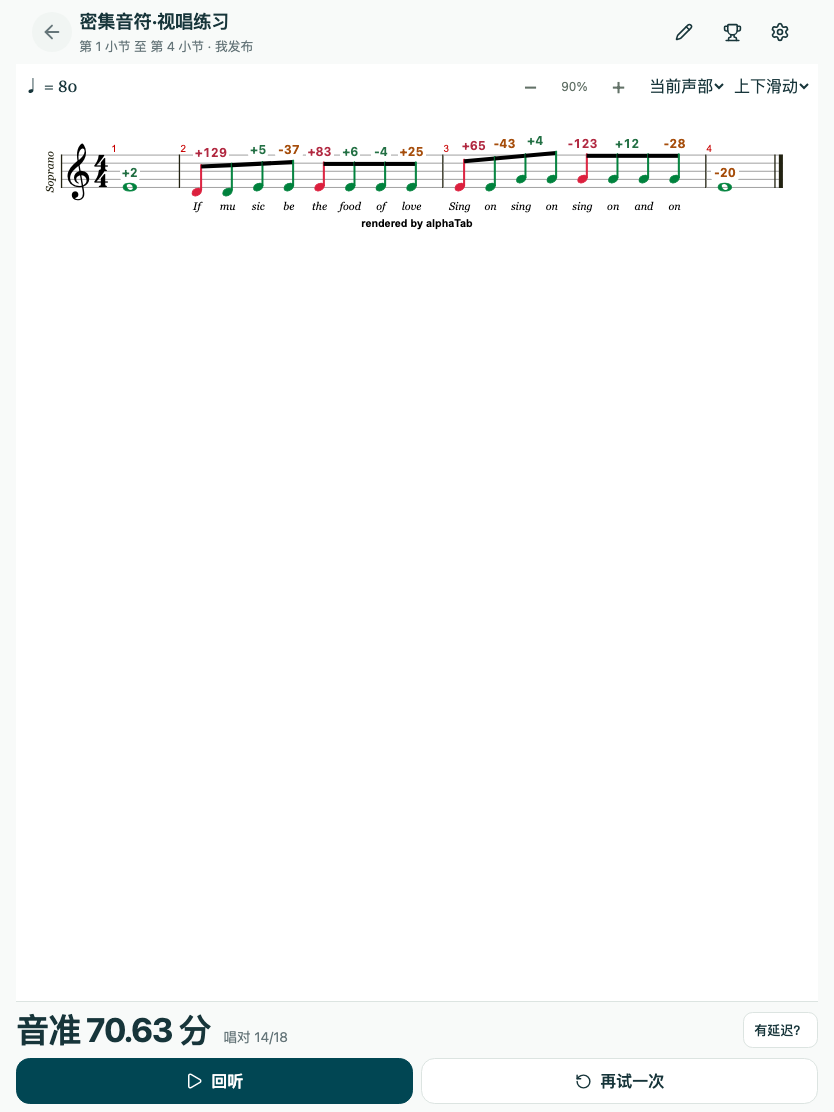 密集音符·视唱练习
第 1 小节 至 第 4 小节 · 我发布
♩ = 80
90%
当前声部 上下滑动
Soprano
1 2 3 4
+2 +129 +5 -37 +83 +6 -4 +25 +65 -43 +4 -123 +12 -28 -20
4
4
If mu sic be the food of love Sing on sing on sing on and on
rendered by alphaTab
音准 70.63 分 唱对 14/18
有延迟?
回听
再试一次